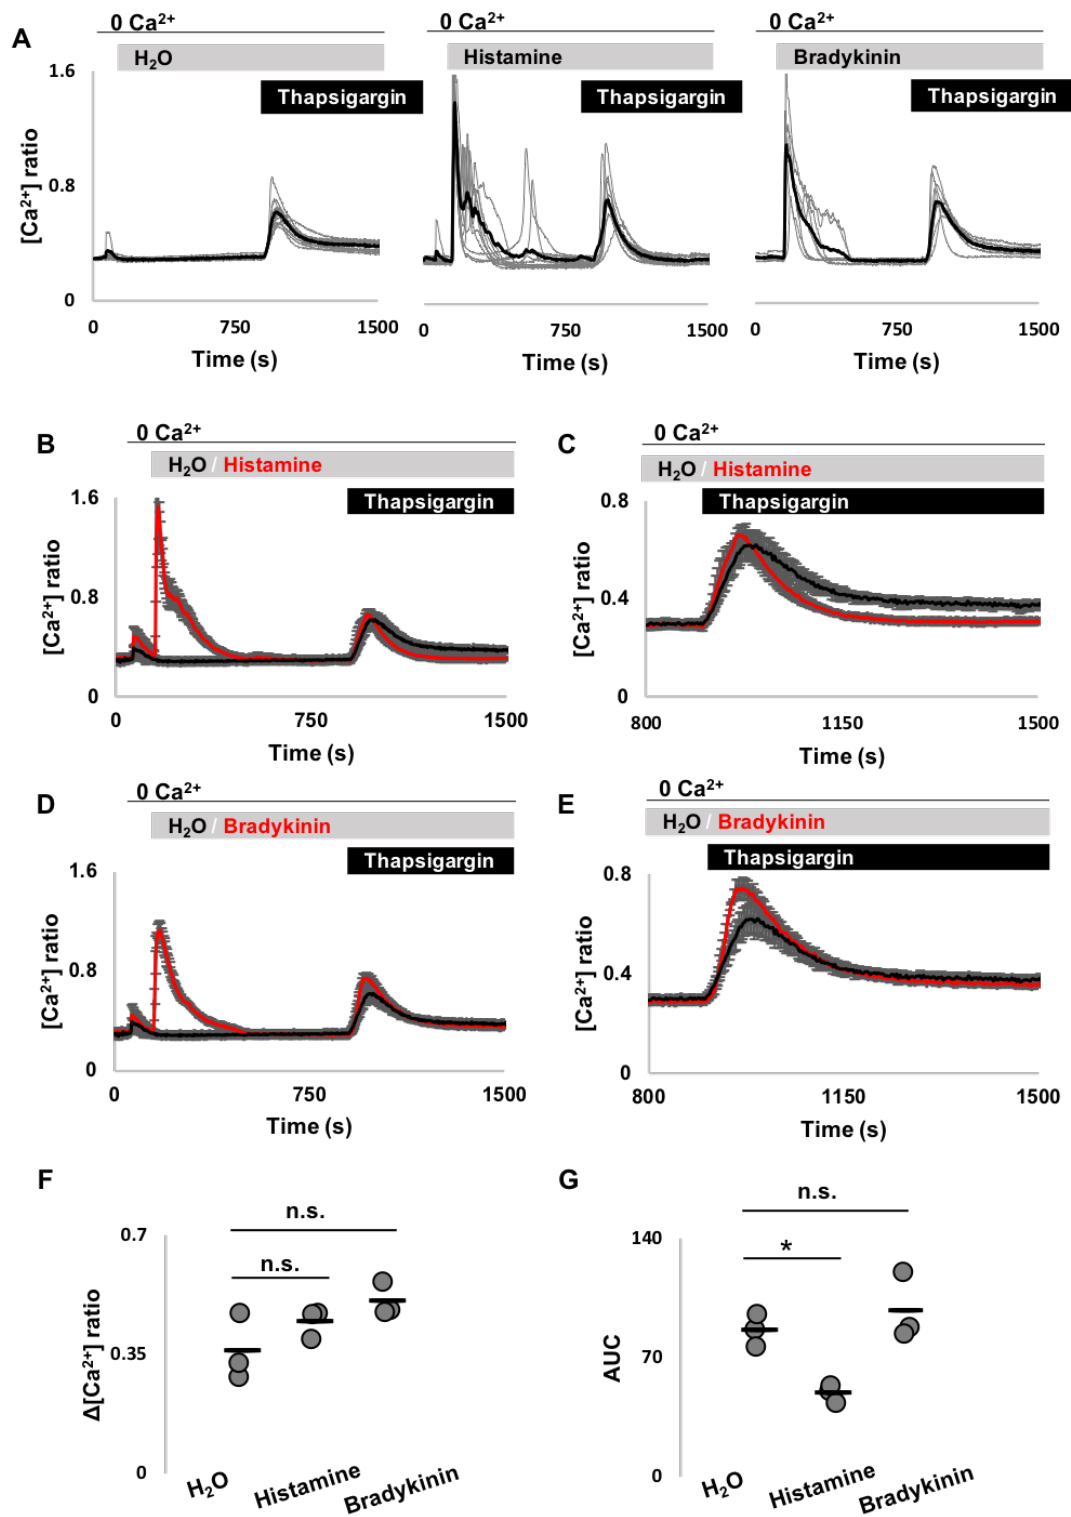 A
0 Ca²⁺
0 Ca²⁺
0 Ca²⁺
H₂O
Histamine
Bradykinin
Thapsigargin
Thapsigargin
Thapsigargin
[Ca²⁺] ratio
1.6
0.8
0
0
750
1500
0
750
1500
0
750
1500
Time (s)
Time (s)
Time (s)
B
0 Ca²⁺
H₂O / Histamine
Thapsigargin
[Ca²⁺] ratio
1.6
0.8
0
0
750
1500
Time (s)
C
0 Ca²⁺
H₂O / Histamine
Thapsigargin
[Ca²⁺] ratio
0.8
0.4
0
800
1150
1500
Time (s)
D
0 Ca²⁺
H₂O / Bradykinin
Thapsigargin
[Ca²⁺] ratio
1.6
0.8
0
0
750
1500
Time (s)
E
0 Ca²⁺
H₂O / Bradykinin
Thapsigargin
[Ca²⁺] ratio
0.8
0.4
0
800
1150
1500
Time (s)
F
n.s.
n.s.
Δ[Ca²⁺] ratio
0.7
0.35
0
H₂O
Histamine
Bradykinin
G
n.s.
*
AUC
140
70
0
H₂O
Histamine
Bradykinin